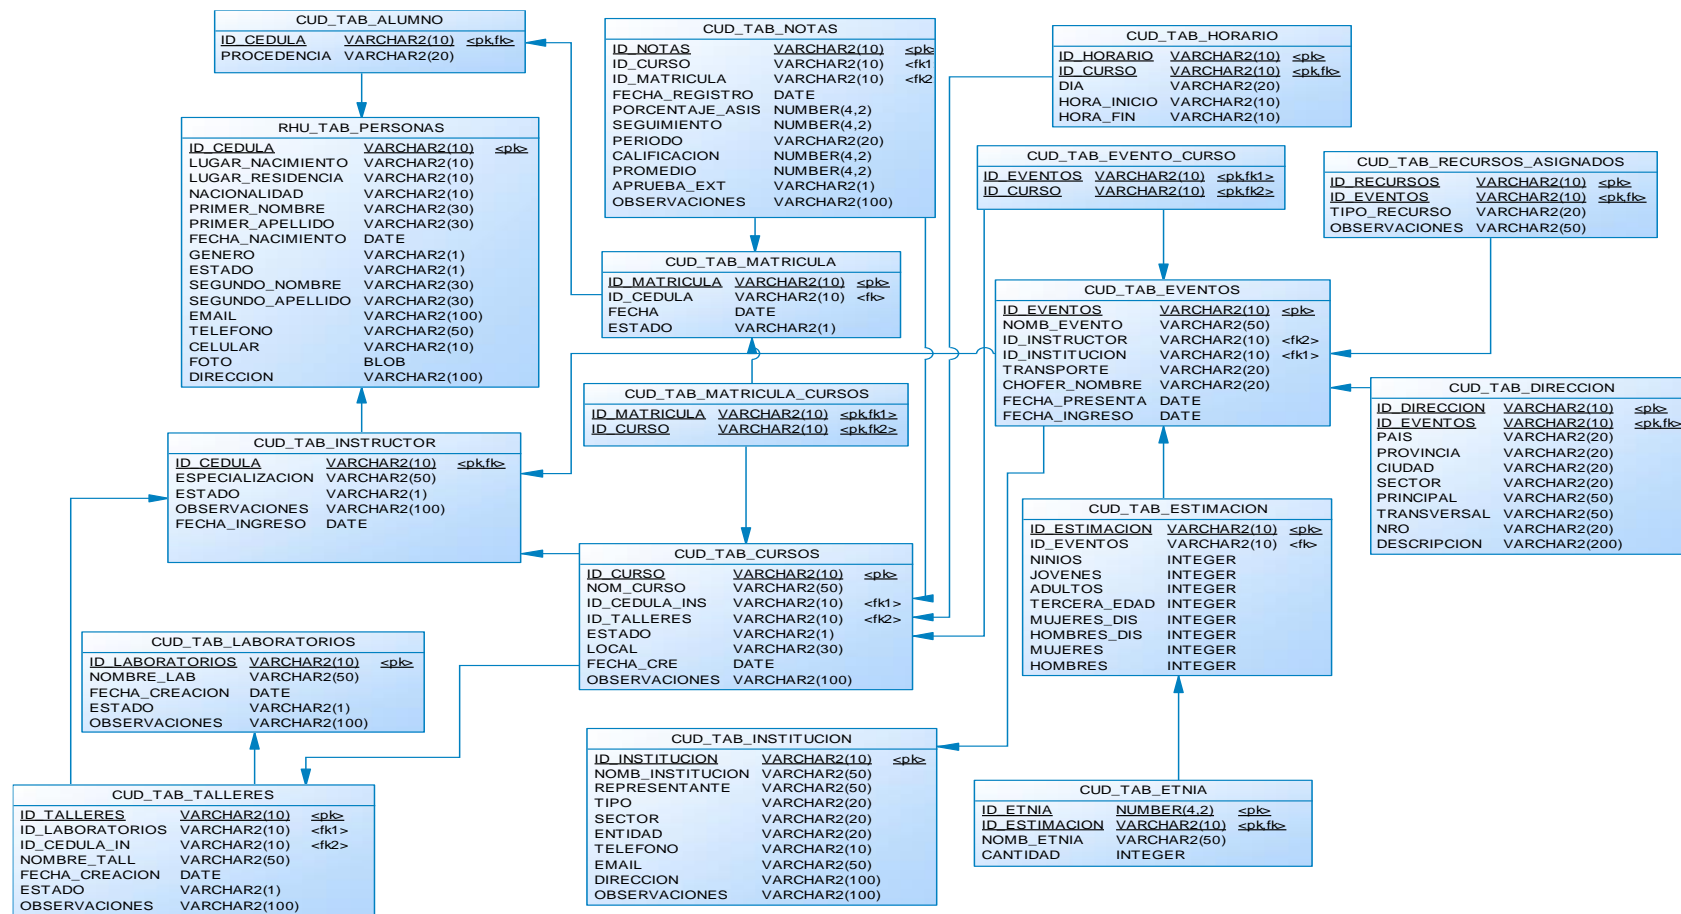 CUD_TAB_ALUMNO
ID_CEDULA VARCHAR2(10) <pk,fk>
PROCEDENCIA VARCHAR2(20)
CUD_TAB_NOTAS
ID_NOTAS VARCHAR2(10) <pk>
ID_CURSO VARCHAR2(10) <fk1
ID_MATRICULA VARCHAR2(10) <fk2
FECHA_REGISTRO DATE
PORCENTAJE_ASIS NUMBER(4,2)
SEGUIMIENTO NUMBER(4,2)
PERIODO VARCHAR2(20)
CALIFICACION NUMBER(4,2)
PROMEDIO NUMBER(4,2)
APRUEBA_EXT VARCHAR2(1)
OBSERVACIONES VARCHAR2(100)
CUD_TAB_HORARIO
ID_HORARIO VARCHAR2(10) <pk>
ID_CURSO VARCHAR2(10) <pk,fk>
DIA VARCHAR2(20)
HORA_INICIO VARCHAR2(10)
HORA_FIN VARCHAR2(10)
RHU_TAB_PERSONAS
ID_CEDULA VARCHAR2(10) <pk>
LUGAR_NACIMIENTO VARCHAR2(10)
LUGAR_RESIDENCIA VARCHAR2(10)
NACIONALIDAD VARCHAR2(10)
PRIMER_NOMBRE VARCHAR2(30)
PRIMER_APELLIDO VARCHAR2(30)
FECHA_NACIMIENTO DATE
GENERO VARCHAR2(1)
ESTADO VARCHAR2(1)
SEGUNDO_NOMBRE VARCHAR2(30)
SEGUNDO_APELLIDO VARCHAR2(30)
EMAIL VARCHAR2(100)
TELEFONO VARCHAR2(50)
CELULAR VARCHAR2(10)
FOTO BLOB
DIRECCION VARCHAR2(100)
CUD_TAB_EVENTO_CURSO
ID_EVENTOS VARCHAR2(10) <pk,fk1>
ID_CURSO VARCHAR2(10) <pk,fk2>
CUD_TAB_RECURSOS_ASIGNADOS
ID_RECURSOS VARCHAR2(10) <pk>
ID_EVENTOS VARCHAR2(10) <pk,fk>
TIPO_RECURSO VARCHAR2(20)
OBSERVACIONES VARCHAR2(50)
CUD_TAB_MATRICULA
ID_MATRICULA VARCHAR2(10) <pk>
ID_CEDULA VARCHAR2(10) <fk>
FECHA DATE
ESTADO VARCHAR2(1)
CUD_TAB_EVENTOS
ID_EVENTOS VARCHAR2(10) <pk>
NOMB_EVENTO VARCHAR2(50)
ID_INSTRUCTOR VARCHAR2(10) <fk2>
ID_INSTITUCION VARCHAR2(10) <fk1>
TRANSPORTE VARCHAR2(20)
CHOFER_NOMBRE VARCHAR2(20)
FECHA_PRESENTA DATE
FECHA_INGRESO DATE
CUD_TAB_MATRICULA_CURSOS
ID_MATRICULA VARCHAR2(10) <pk,fk1>
ID_CURSO VARCHAR2(10) <pk,fk2>
CUD_TAB_DIRECCION
ID_DIRECCION VARCHAR2(10) <pk>
ID_EVENTOS VARCHAR2(10) <pk,fk>
PAIS VARCHAR2(20)
PROVINCIA VARCHAR2(20)
CIUDAD VARCHAR2(20)
SECTOR VARCHAR2(20)
PRINCIPAL VARCHAR2(50)
TRANSVERSAL VARCHAR2(50)
NRO VARCHAR2(20)
DESCRIPCION VARCHAR2(200)
CUD_TAB_INSTRUCTOR
ID_CEDULA VARCHAR2(10) <pk,fk>
ESPECIALIZACION VARCHAR2(50)
ESTADO VARCHAR2(1)
OBSERVACIONES VARCHAR2(100)
FECHA_INGRESO DATE
CUD_TAB_ESTIMACION
ID_ESTIMACION VARCHAR2(10) <pk>
ID_EVENTOS VARCHAR2(10) <fk>
NINIOS INTEGER
JOVENES INTEGER
ADULTOS INTEGER
TERCERA_EDAD INTEGER
MUJERES_DIS INTEGER
HOMBRES_DIS INTEGER
MUJERES INTEGER
HOMBRES INTEGER
CUD_TAB_CURSOS
ID_CURSO VARCHAR2(10) <pk>
NOM_CURSO VARCHAR2(50)
ID_CEDULA_INS VARCHAR2(10) <fk1>
ID_TALLERES VARCHAR2(10) <fk2>
ESTADO VARCHAR2(1)
LOCAL VARCHAR2(30)
FECHA_CRE DATE
OBSERVACIONES VARCHAR2(100)
CUD_TAB_LABORATORIOS
ID_LABORATORIOS VARCHAR2(10) <pk>
NOMBRE_LAB VARCHAR2(50)
FECHA_CREACION DATE
ESTADO VARCHAR2(1)
OBSERVACIONES VARCHAR2(100)
CUD_TAB_INSTITUCION
ID_INSTITUCION VARCHAR2(10) <pk>
NOMB_INSTITUCION VARCHAR2(50)
REPRESENTANTE VARCHAR2(50)
TIPO VARCHAR2(20)
SECTOR VARCHAR2(20)
ENTIDAD VARCHAR2(20)
TELEFONO VARCHAR2(10)
EMAIL VARCHAR2(50)
DIRECCION VARCHAR2(100)
OBSERVACIONES VARCHAR2(100)
CUD_TAB_ETNIA
ID_ETNIA NUMBER(4,2) <pk>
ID_ESTIMACION VARCHAR2(10) <pk,fk>
NOMB_ETNIA VARCHAR2(50)
CANTIDAD INTEGER
CUD_TAB_TALLERES
ID_TALLERES VARCHAR2(10) <pk>
ID_LABORATORIOS VARCHAR2(10) <fk1>
ID_CEDULA_IN VARCHAR2(10) <fk2>
NOMBRE_TALL VARCHAR2(50)
FECHA_CREACION DATE
ESTADO VARCHAR2(1)
OBSERVACIONES VARCHAR2(100)